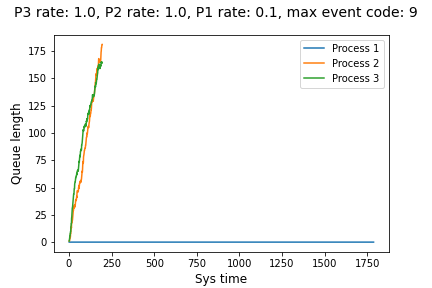 P3 rate: 1.0, P2 rate: 1.0, P1 rate: 0.1, max event code: 9
Process 1
Process 2
Process 3
Queue length
175
150
125
100
75
50
25
0
0 250 500 750 1000 1250 1500 1750
Sys time